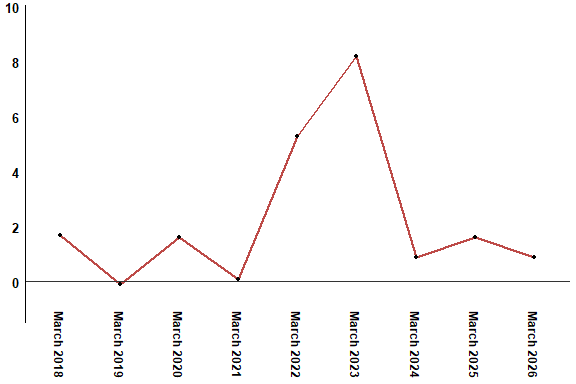 10
8
6
4
2
0
March 2018
March 2019
March 2020
March 2021
March 2022
March 2023
March 2024
March 2025
March 2026